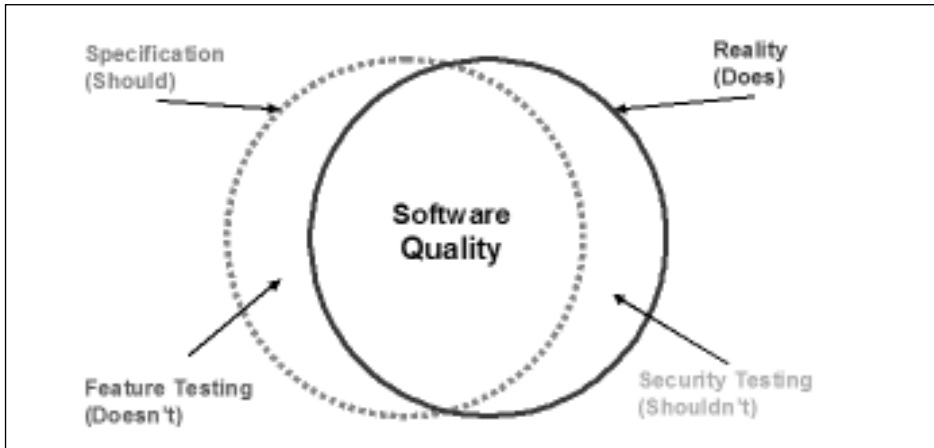 Specification
(Should)
Reality
(Does)
Software
Quality
Feature Testing
(Doesn't)
Security Testing
(Shouldn't)